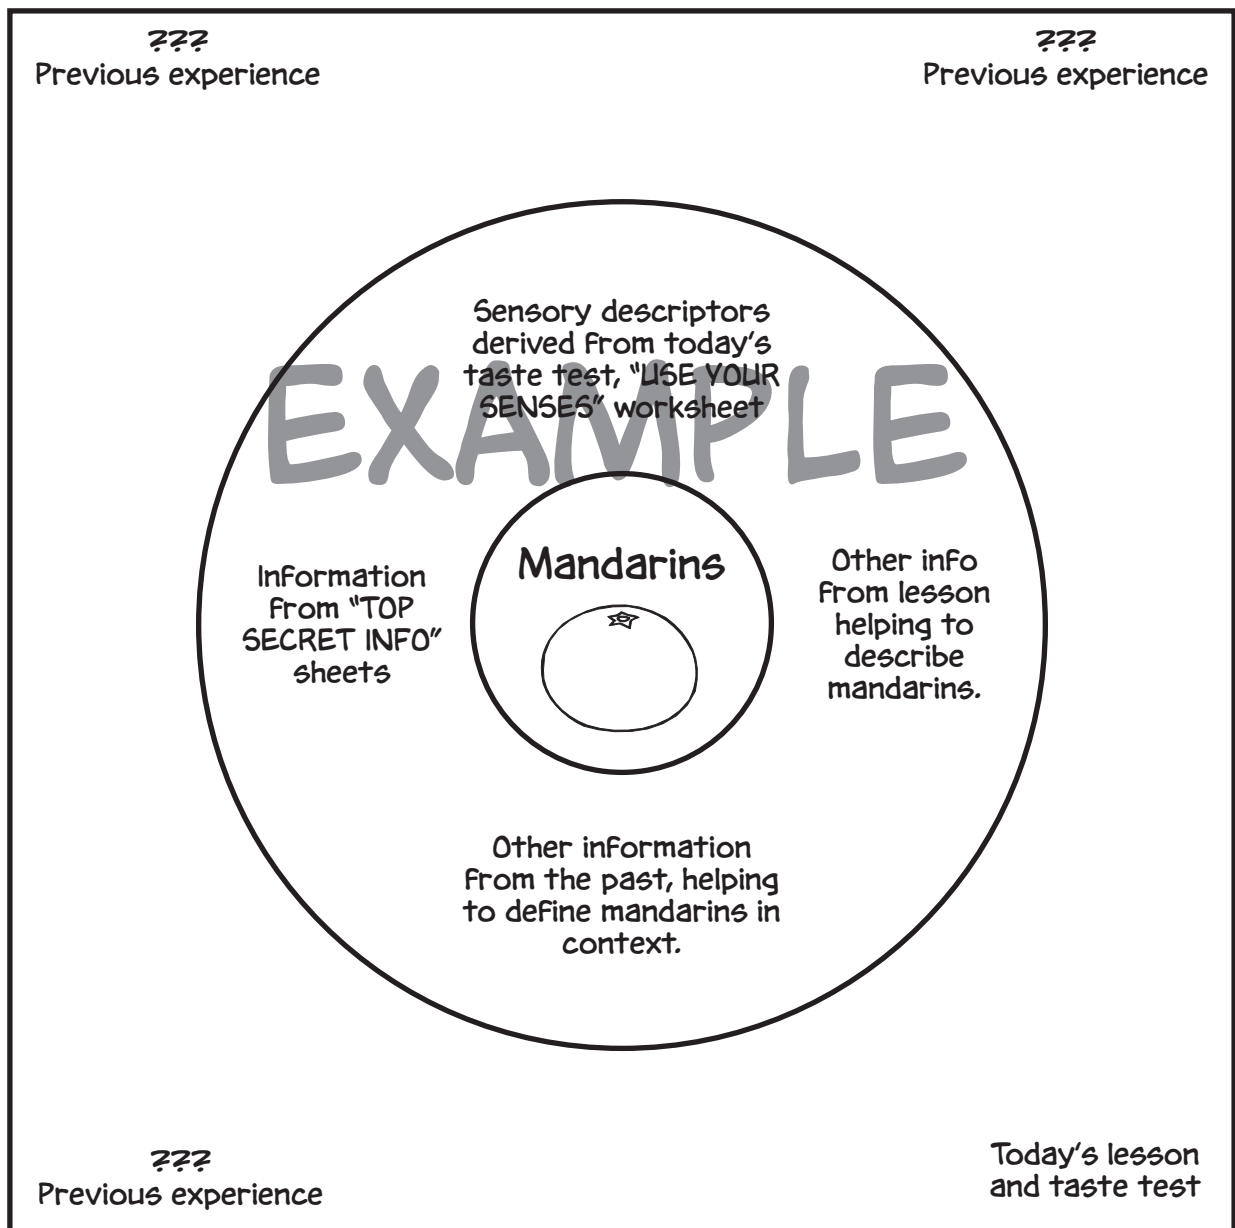 ???
Previous experience
???
Previous experience
Sensory descriptors
derived from today's
taste test, "USE YOUR
SENSES" worksheet
EXAMPLE
Mandarins
Information
from "TOP
SECRET INFO"
sheets
Other info
from lesson
helping to
describe
mandarins.
Other information
from the past, helping
to define mandarins in
context.
???
Previous experience
Today's lesson
and taste test